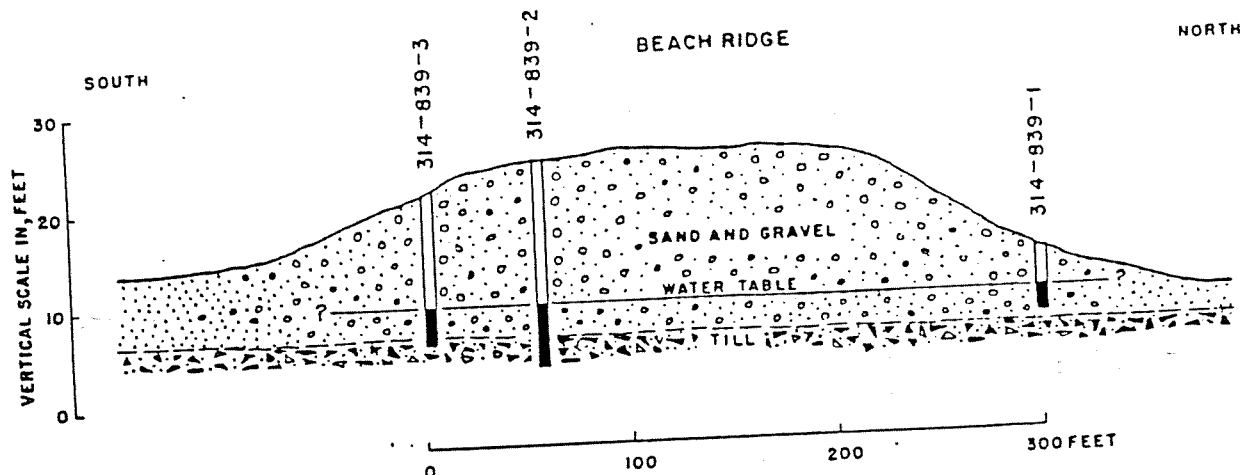 BEACH RIDGE
NORTH
SOUTH
314-839-3
314-839-2
314-839-1
30
20
10
0
VERTICAL SCALE IN, FEET
SAND AND GRAVEL
WATER TABLE
?
?
TILL
0
100
200
300 FEET